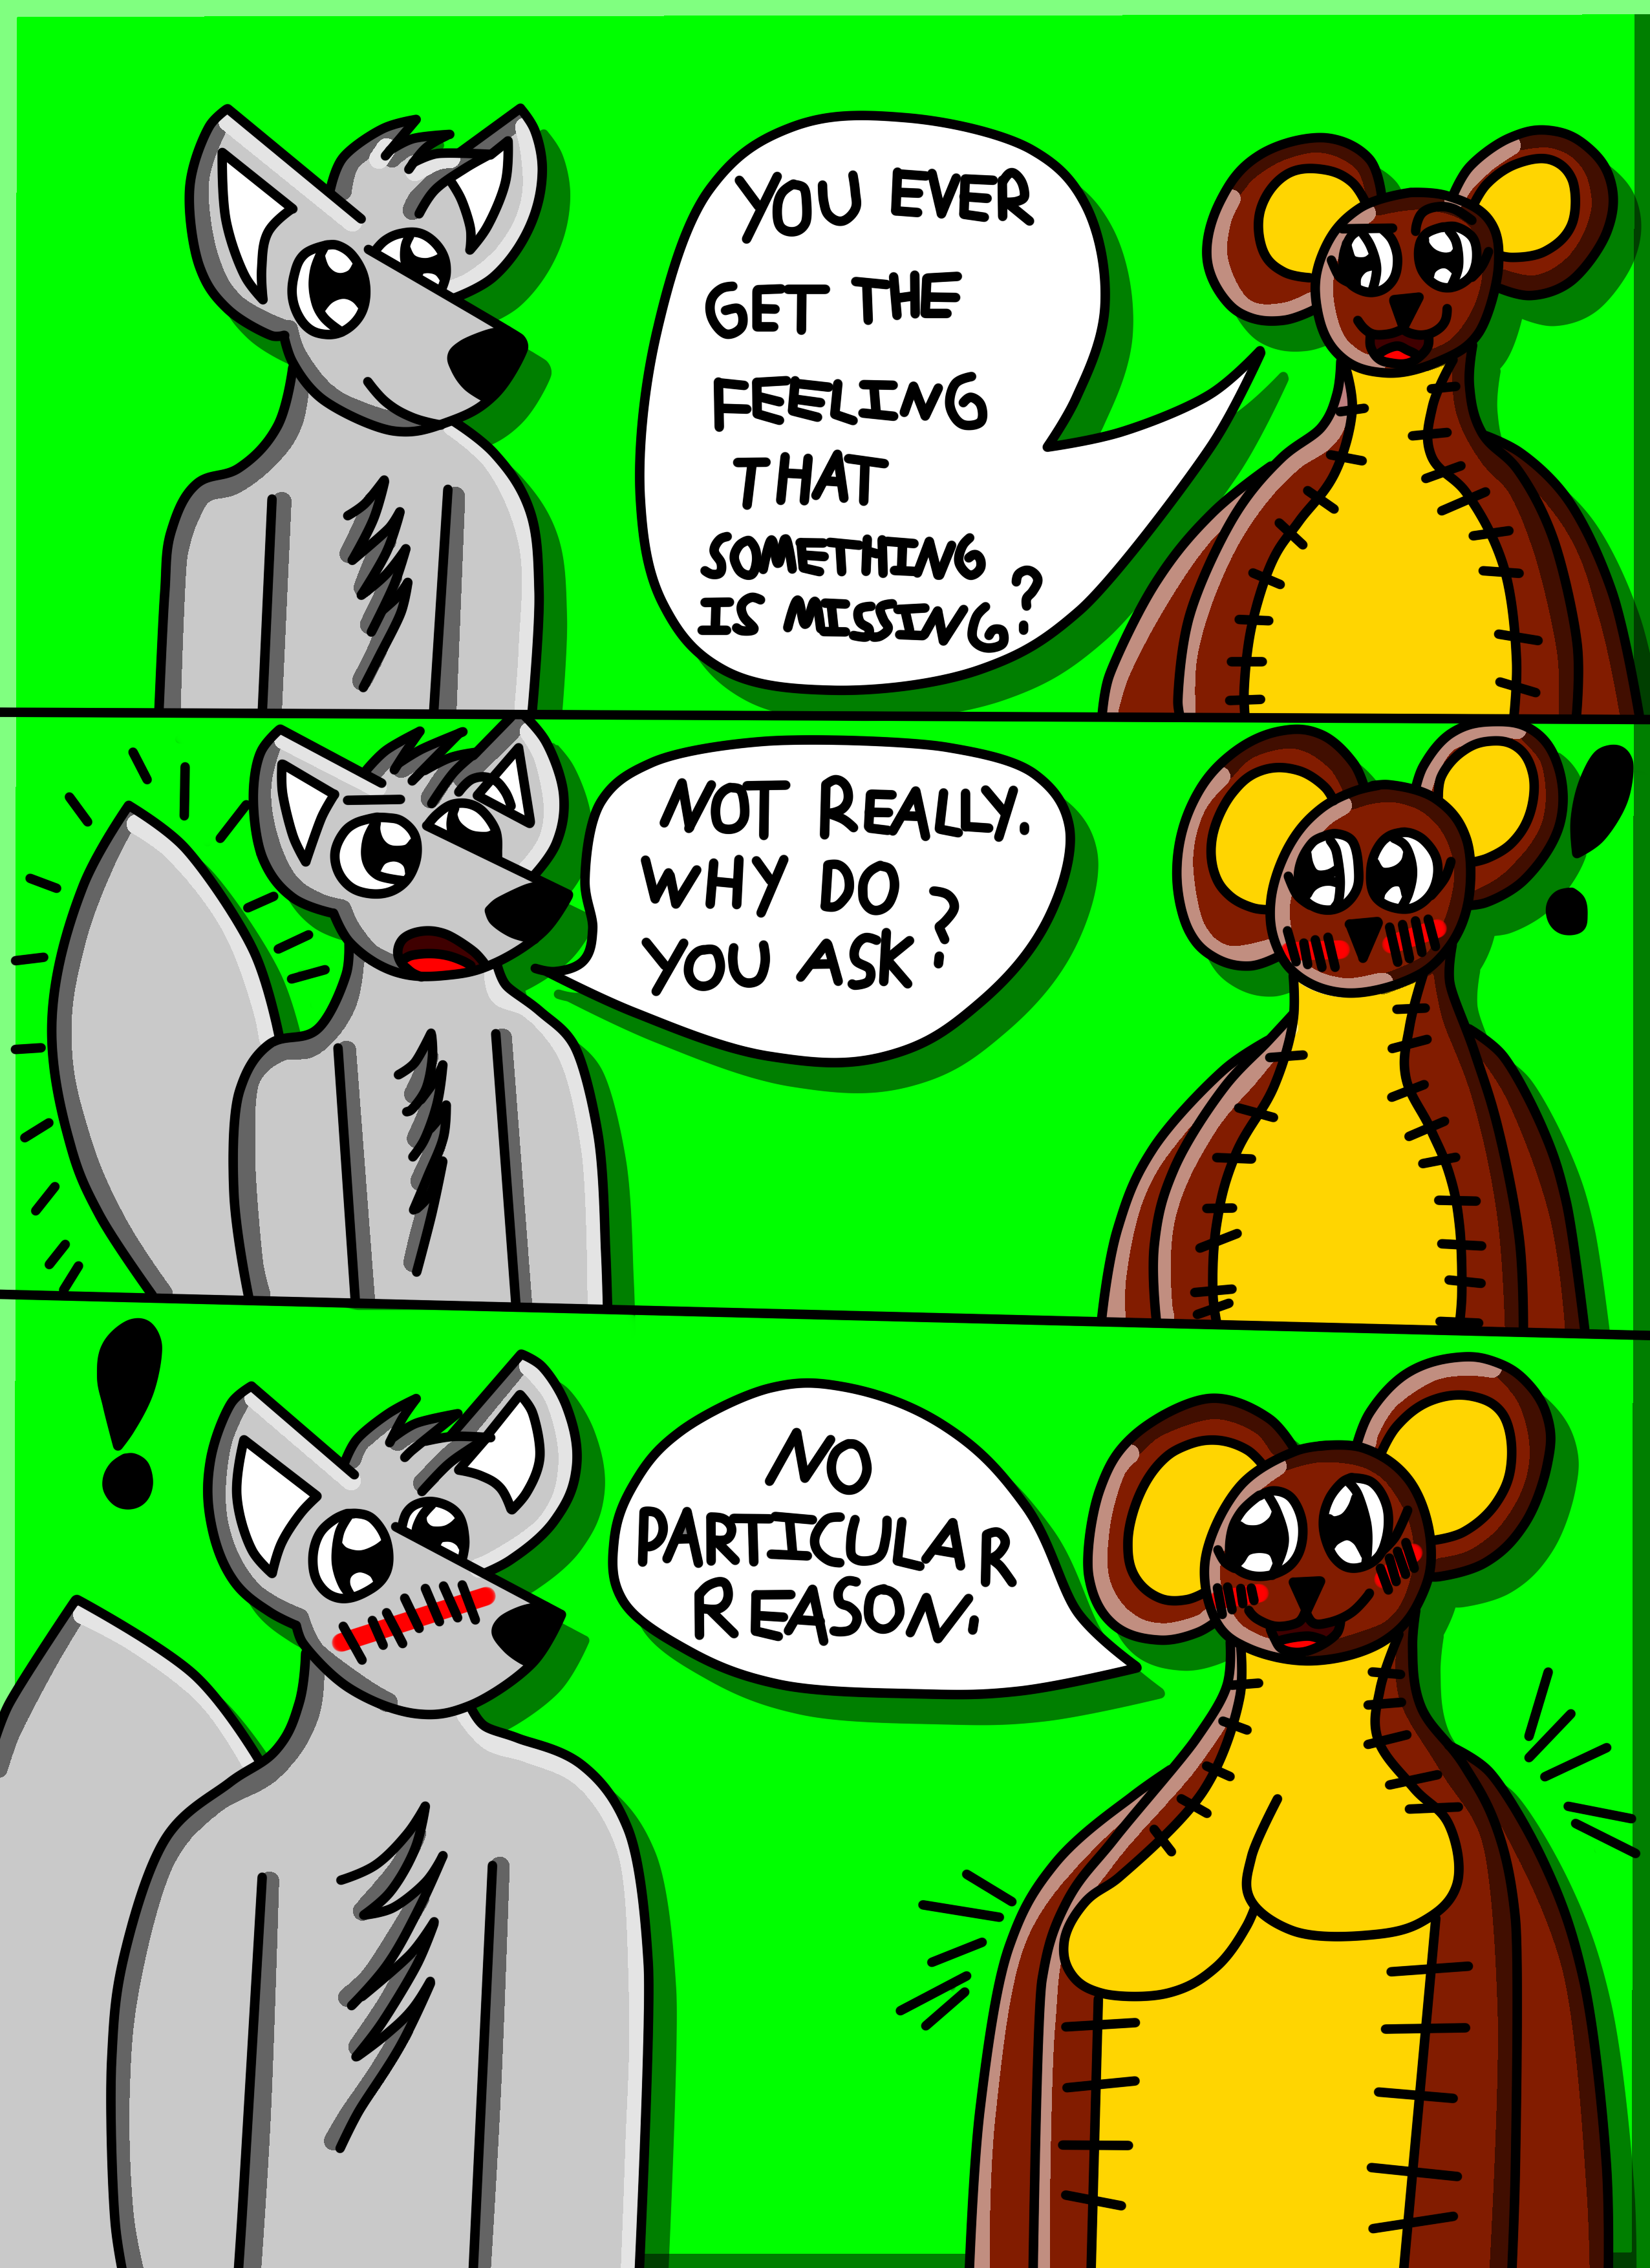 YOU EVER
GET THE
FEELING
THAT
SOMETHING
IS MISSING?
NOT REALLY.
WHY DO
YOU ASK?
NO
PARTICULAR
REASON.